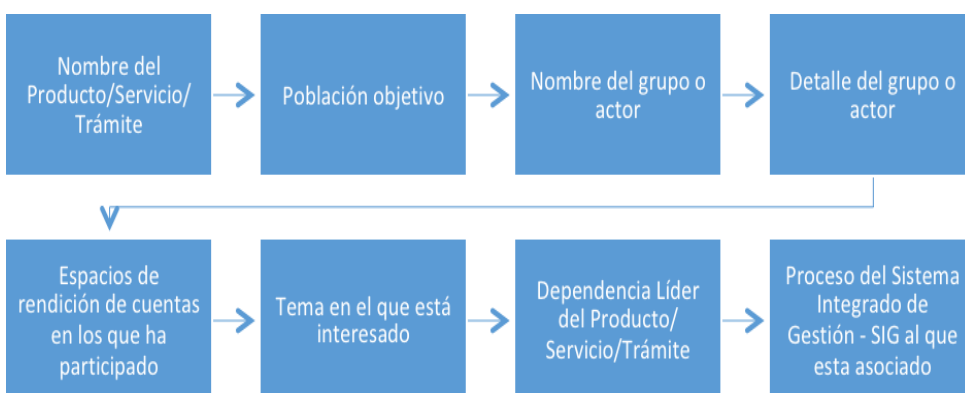 Nombre del
Producto/Servicio/
Trámite
Población objetivo
Nombre del grupo o
actor
Detalle del grupo o
actor
Espacios de
rendición de cuentas
en los que ha
participado
Tema en el que está
interesado
Dependencia Líder
del Producto/
Servicio/Trámite
Proceso del Sistema
Integrado de
Gestión - SIG al que
esta asociado